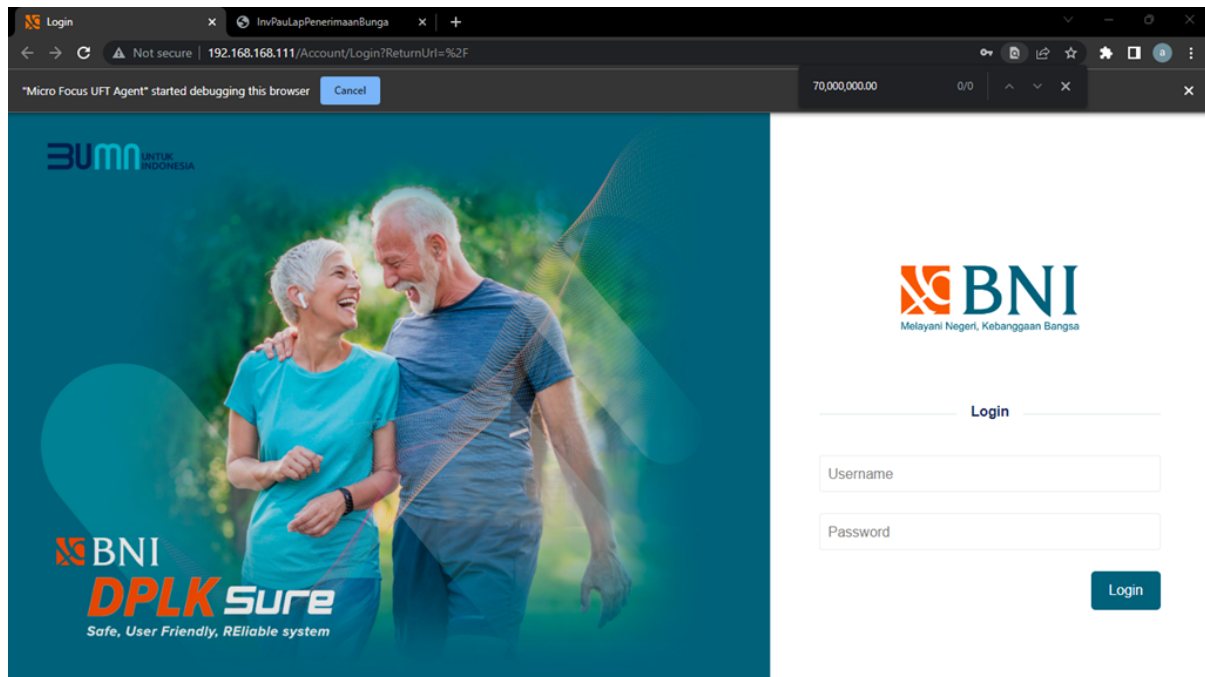 Login
InvPauLapPenerimaanBunga
Not secure | 192.168.168.111/Account/Login?ReturnUrl=%2F
a
"Micro Focus UFT Agent" started debugging this browser
Cancel
70,000,000.00
0/0
BUMN UNTUK
INDONESIA
BNI
Melayani Negeri, Kebanggaan Bangsa
Login
Username
Password
Login
BNI
DPLK Sure
Safe, User Friendly, REliable system